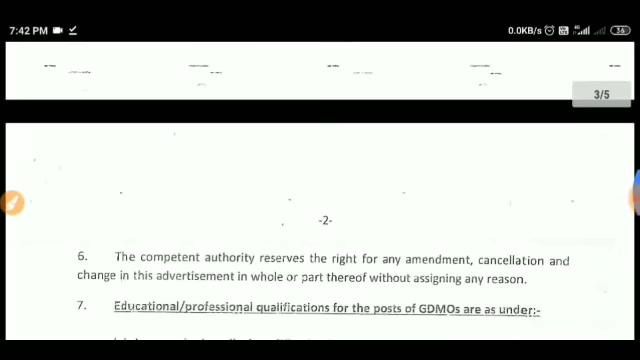 7:42 PM
0.0KB/s 4G 36
3/5
-2-
6. The competent authority reserves the right for any amendment, cancellation and
change in this advertisement in whole or part thereof without assigning any reason.
7. Educational/professional qualifications for the posts of GDMOs are as under:-